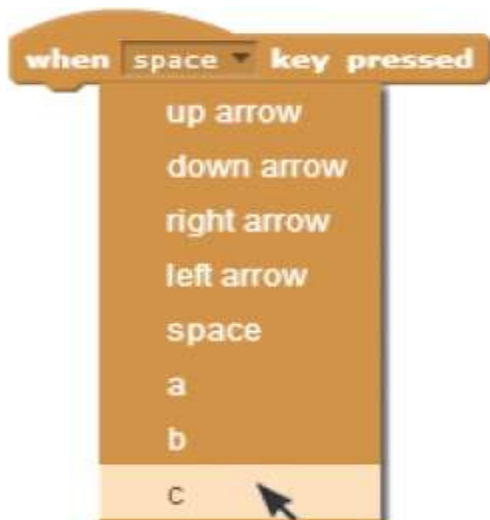 when space key pressed
up arrow
down arrow
right arrow
left arrow
space
a
b
c